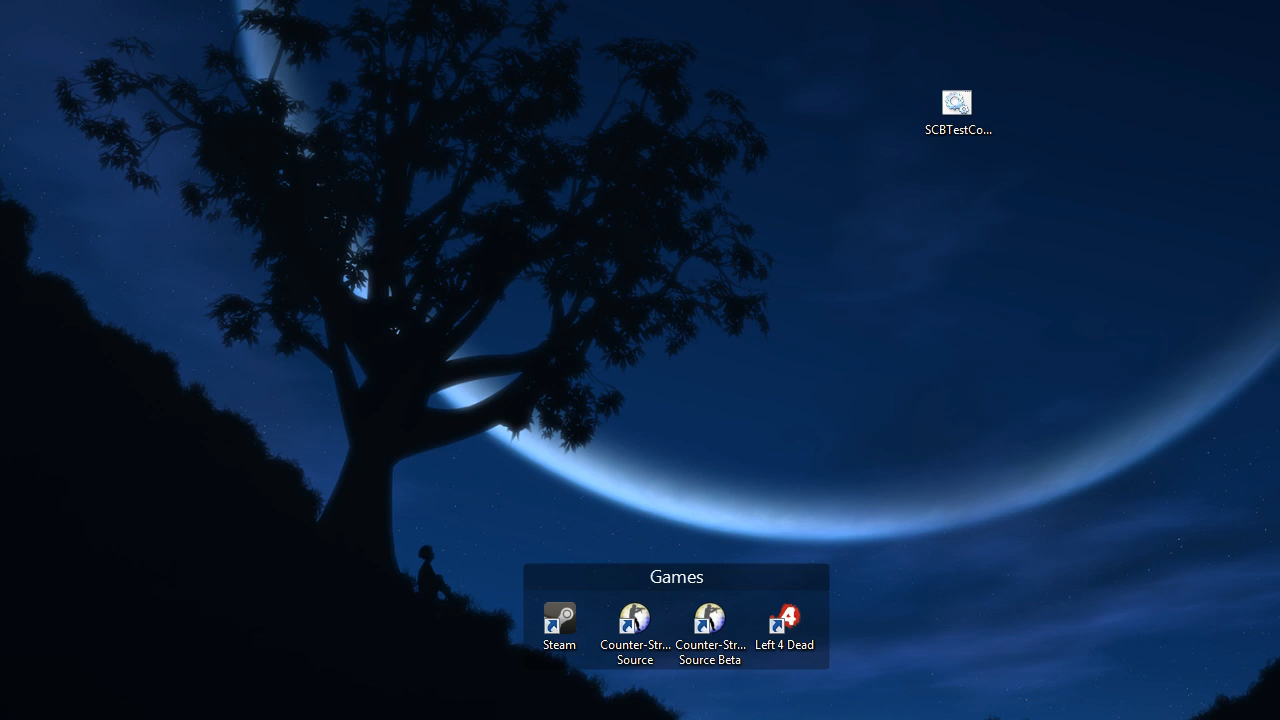 SCBTestCo...
Games
Steam
Counter-Str...
Source
Counter-Str...
Source Beta
Left 4 Dead